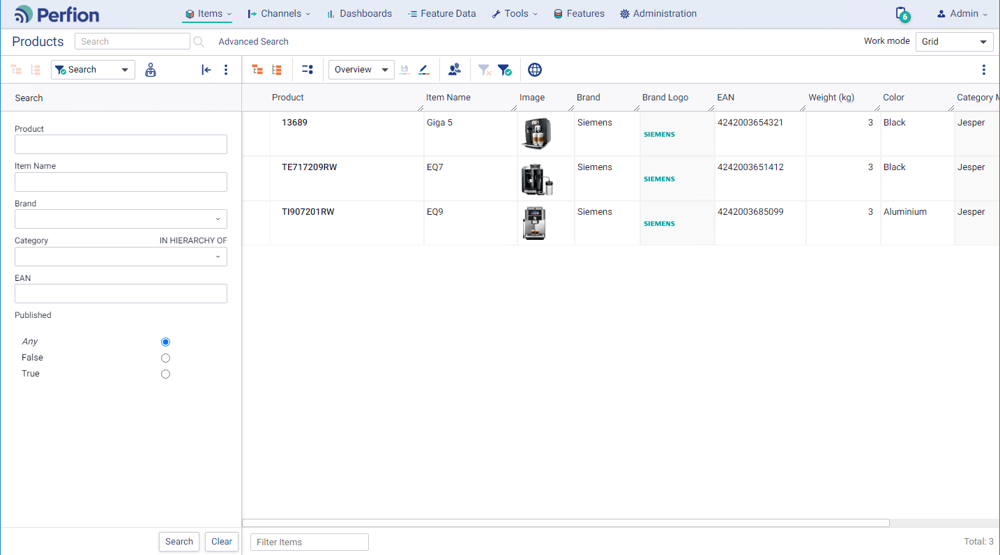 Perfion Items Channels Dashboards Feature Data Tools Features Administration 6 Admin
Products Search Advanced Search Work mode Grid
Search Overview
Search Product Item Name Image Brand Brand Logo EAN Weight (kg) Color Category M
Product
Item Name
Brand
Category IN HIERARCHY OF
EAN
Published
Any
False
True
13689 Giga 5 Siemens SIEMENS 4242003654321 3 Black Jesper
TE717209RW EQ7 Siemens SIEMENS 4242003651412 3 Black Jesper
TI907201RW EQ9 Siemens SIEMENS 4242003685099 3 Aluminium Jesper
Search Clear Filter Items Total: 3